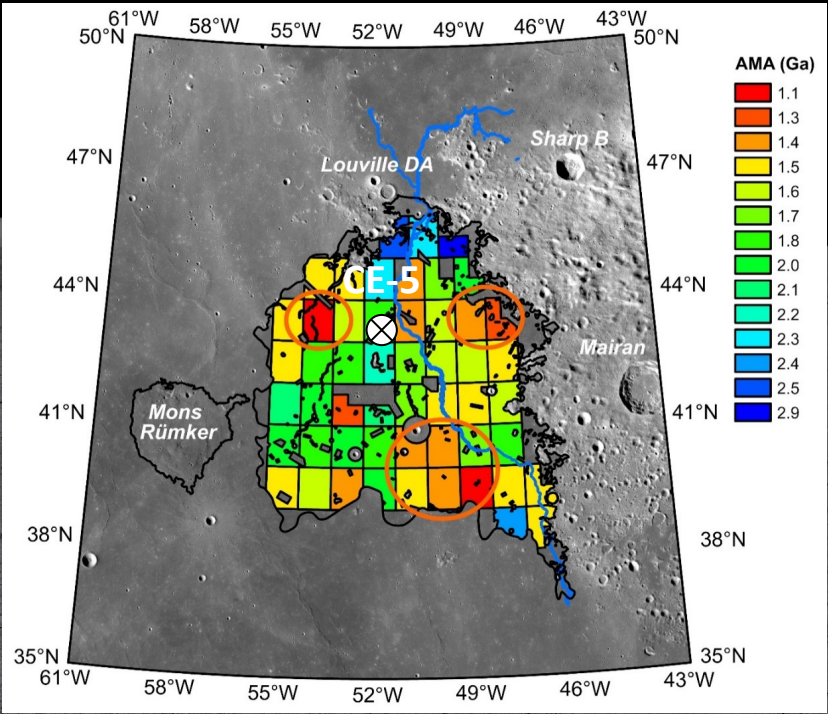 61°W 58°W 55°W 52°W 49°W 46°W 43°W
50°N 50°N
AMA (Ga)
1.1
1.3
1.4
1.5
1.6
1.7
1.8
2.0
2.1
2.2
2.3
2.4
2.5
2.9
Sharp B
47°N 47°N
Louville DA
44°N 44°N
CE-5
Mairan
Mons
Rümker
41°N 41°N
38°N 38°N
35°N 35°N
61°W 58°W 55°W 52°W 49°W 46°W 43°W